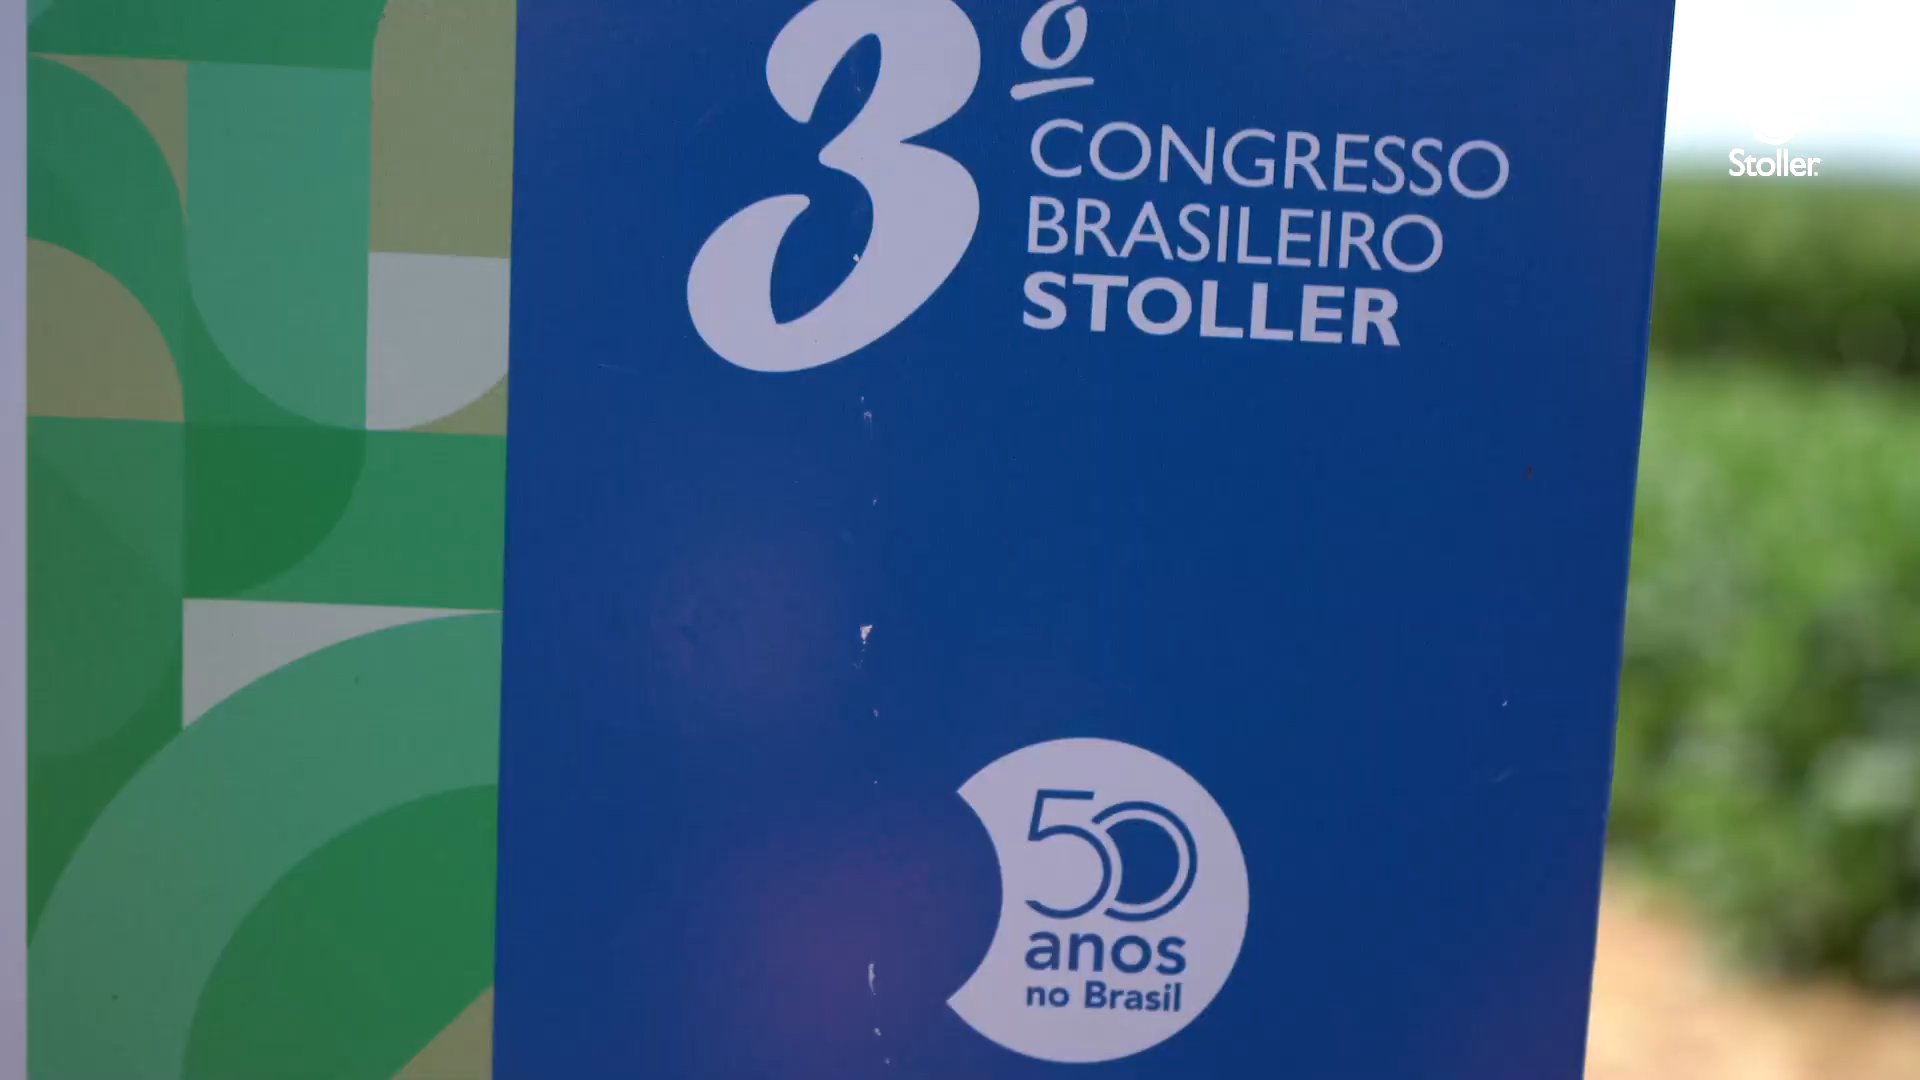 3º
CONGRESSO
BRASILEIRO
STOLLER
Stoller
50
anos
no Brasil